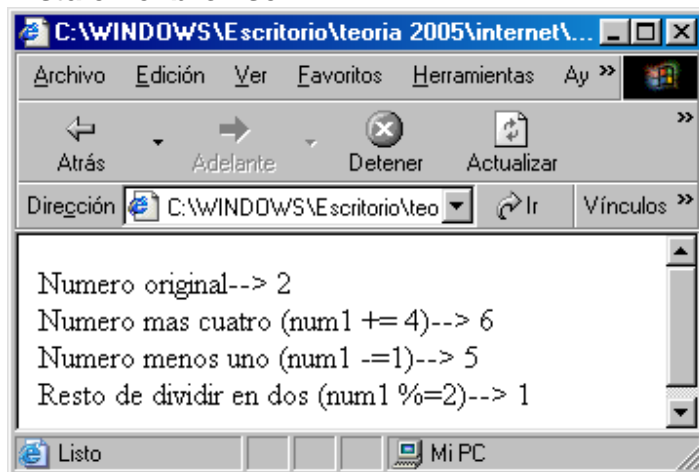 C:\WINDOWS\Escritorio\teoria 2005\internet\...
Archivo Edición Ver Favoritos Herramientas Ay »
Atrás Adelante Detener Actualizar »
Dirección C:\WINDOWS\Escritorio\teo Ir Vínculos »
Numero original--> 2
Numero mas cuatro (num1 += 4)--> 6
Numero menos uno (num1 -=1)--> 5
Resto de dividir en dos (num1 %=2)--> 1
Listo Mi PC